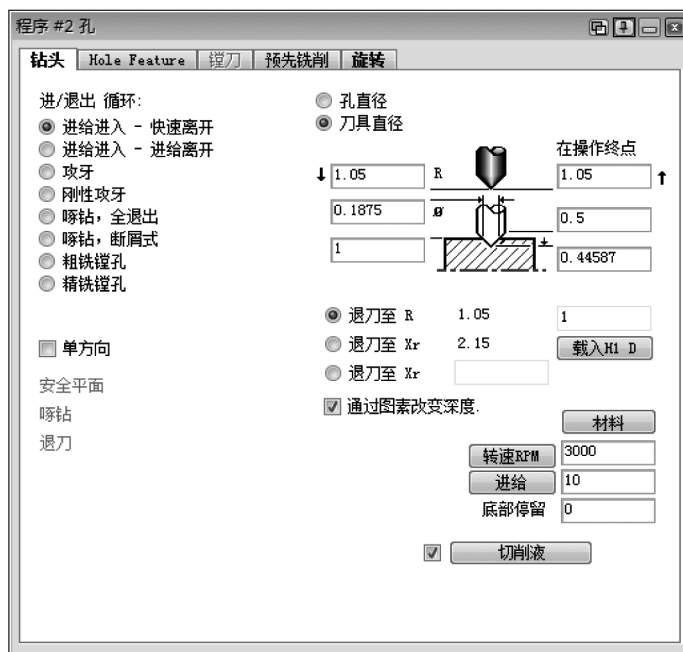 程序 #2 孔
钻头 Hole Feature 镗刀 预先铣削 旋转
进/退出 循环:
进给进入 - 快速离开
进给进入 - 进给离开
攻牙
刚性攻牙
啄钻，全退出
啄钻，断屑式
粗铣镗孔
精铣镗孔
单方向
安全平面
啄钻
退刀
孔直径
刀具直径
在操作终点
1.05 R 1.05
0.1875 ø 0.5
1 0.44587
退刀至 R 1.05 1
退刀至 Xr 2.15 载入H1 D
退刀至 Xr
通过图素改变深度.
材料
转速RPM 3000
进给 10
底部停留 0
切削液